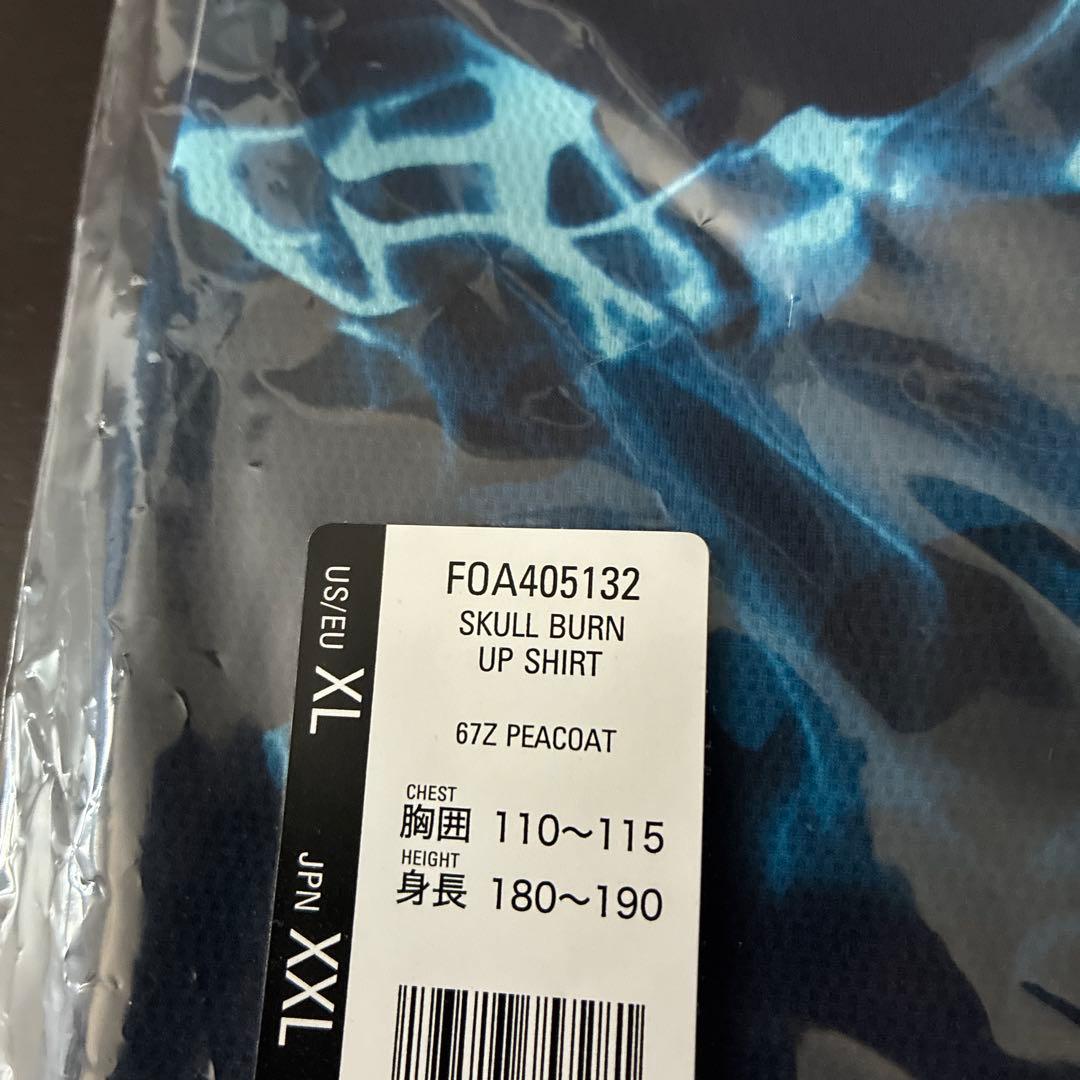 US/EU XL
JPN XXL
FOA405132
SKULL BURN
UP SHIRT
67Z PEACOAT
CHEST
胸囲 110〜115
HEIGHT
身長 180〜190